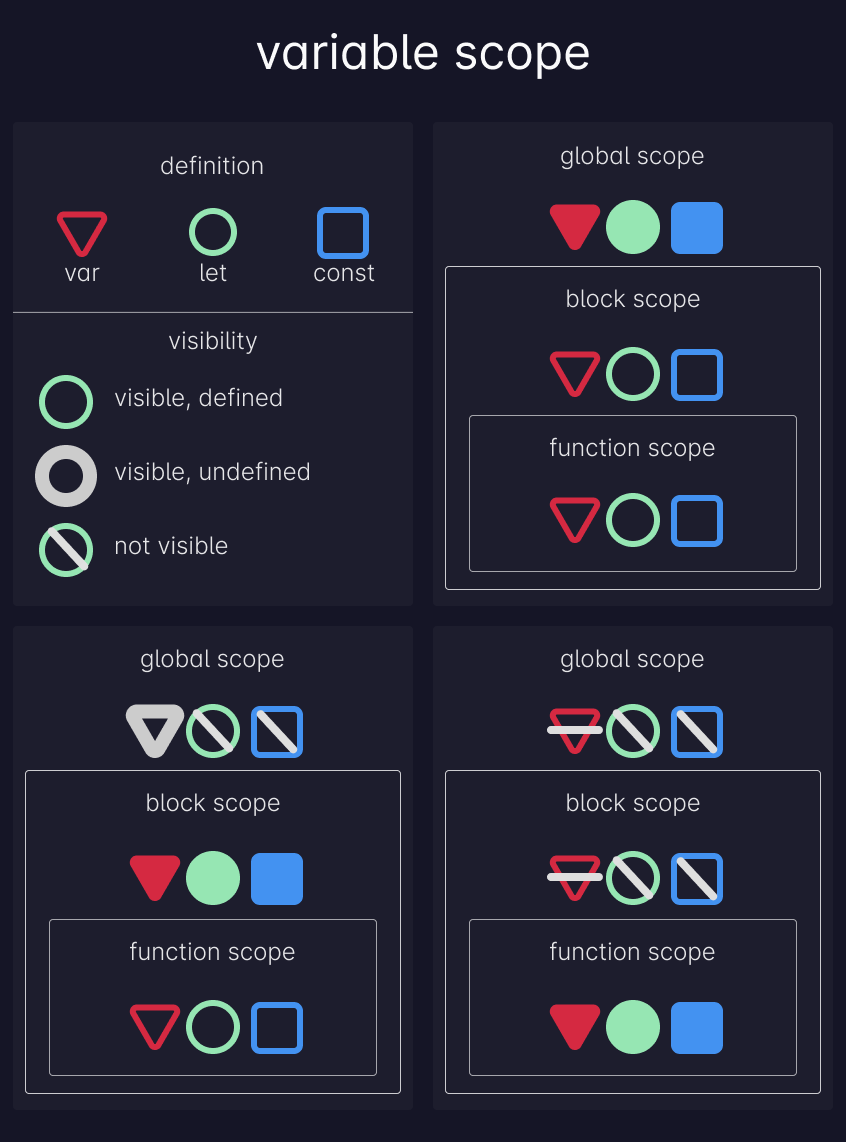 variable scope
definition
var
let
const
visibility
visible, defined
visible, undefined
not visible
global scope
block scope
function scope
global scope
block scope
function scope
global scope
block scope
function scope